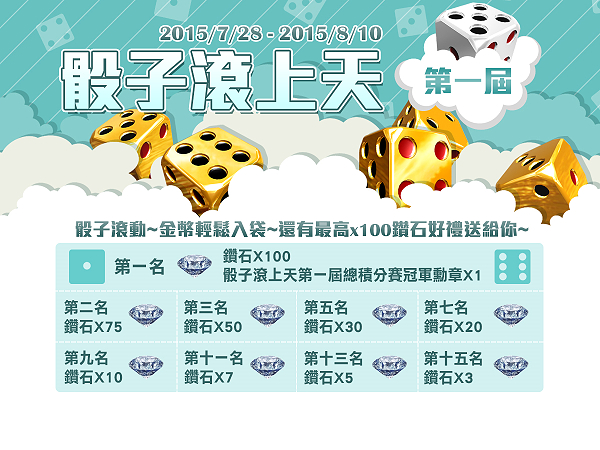 2015/7/28 - 2015/8/10
骰子滾上天
第一屆
骰子滾動~金幣輕鬆入袋~還有最高x100鑽石好禮送給你~
第一名
鑽石X100
骰子滾上天第一屆總積分賽冠軍勳章X1
第二名
鑽石X75
第三名
鑽石X50
第五名
鑽石X30
第七名
鑽石X20
第九名
鑽石X10
第十一名
鑽石X7
第十三名
鑽石X5
第十五名
鑽石X3